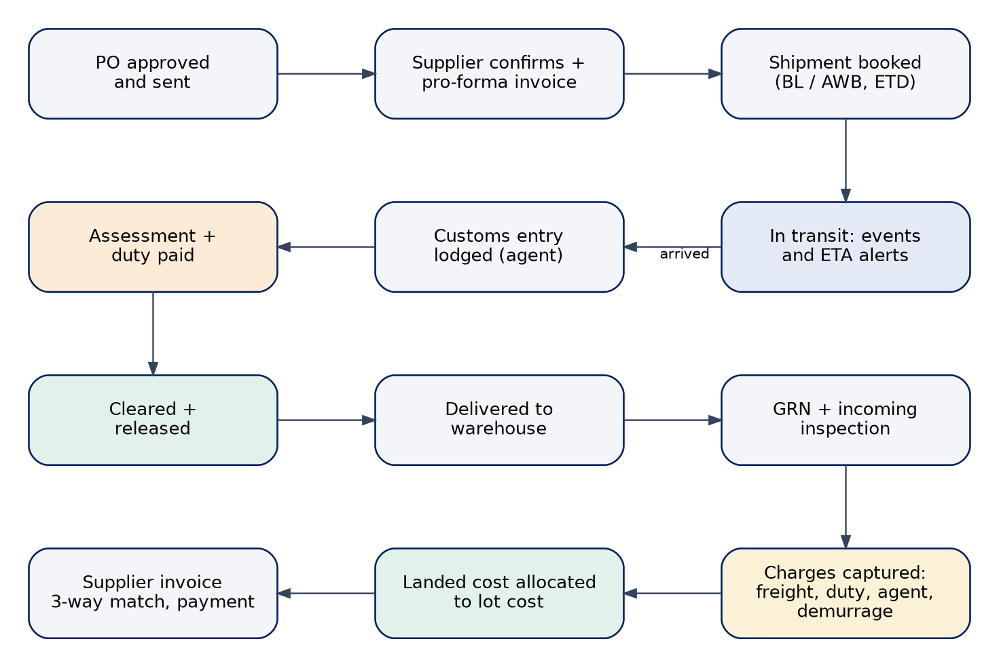 PO approved
and sent
Supplier confirms +
pro-forma invoice
Shipment booked
(BL / AWB, ETD)
In transit: events
and ETA alerts
arrived
Customs entry
lodged (agent)
Assessment +
duty paid
Cleared +
released
Delivered to
warehouse
GRN + incoming
inspection
Charges captured:
freight, duty, agent,
demurrage
Landed cost allocated
to lot cost
Supplier invoice
3-way match, payment